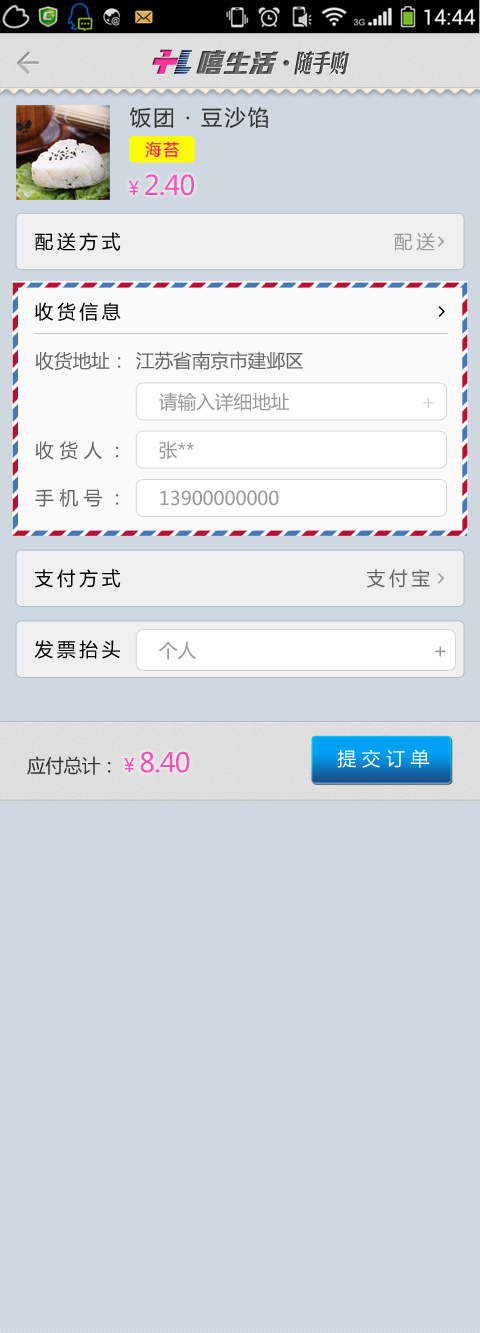 3G 14:44
嘻生活·随手购
饭团 · 豆沙馅
海苔
¥ 2.40
配送方式 配送>
收货信息 >
收货地址： 江苏省南京市建邺区
请输入详细地址 +
收货人： 张**
手机号： 13900000000
支付方式 支付宝 >
发票抬头 个人 +
应付总计： ¥ 8.40 提交订单